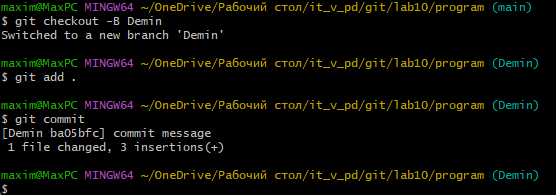 maxim@MaxPC MINGW64 ~/OneDrive/Рабочий стол/it_v_pd/git/lab10/program (main)
$ git checkout -B Demin
Switched to a new branch 'Demin'
maxim@MaxPC MINGW64 ~/OneDrive/Рабочий стол/it_v_pd/git/lab10/program (Demin)
$ git add .
maxim@MaxPC MINGW64 ~/OneDrive/Рабочий стол/it_v_pd/git/lab10/program (Demin)
$ git commit
[Demin ba05bfc] commit message
1 file changed, 3 insertions(+)
maxim@MaxPC MINGW64 ~/OneDrive/Рабочий стол/it_v_pd/git/lab10/program (Demin)
$